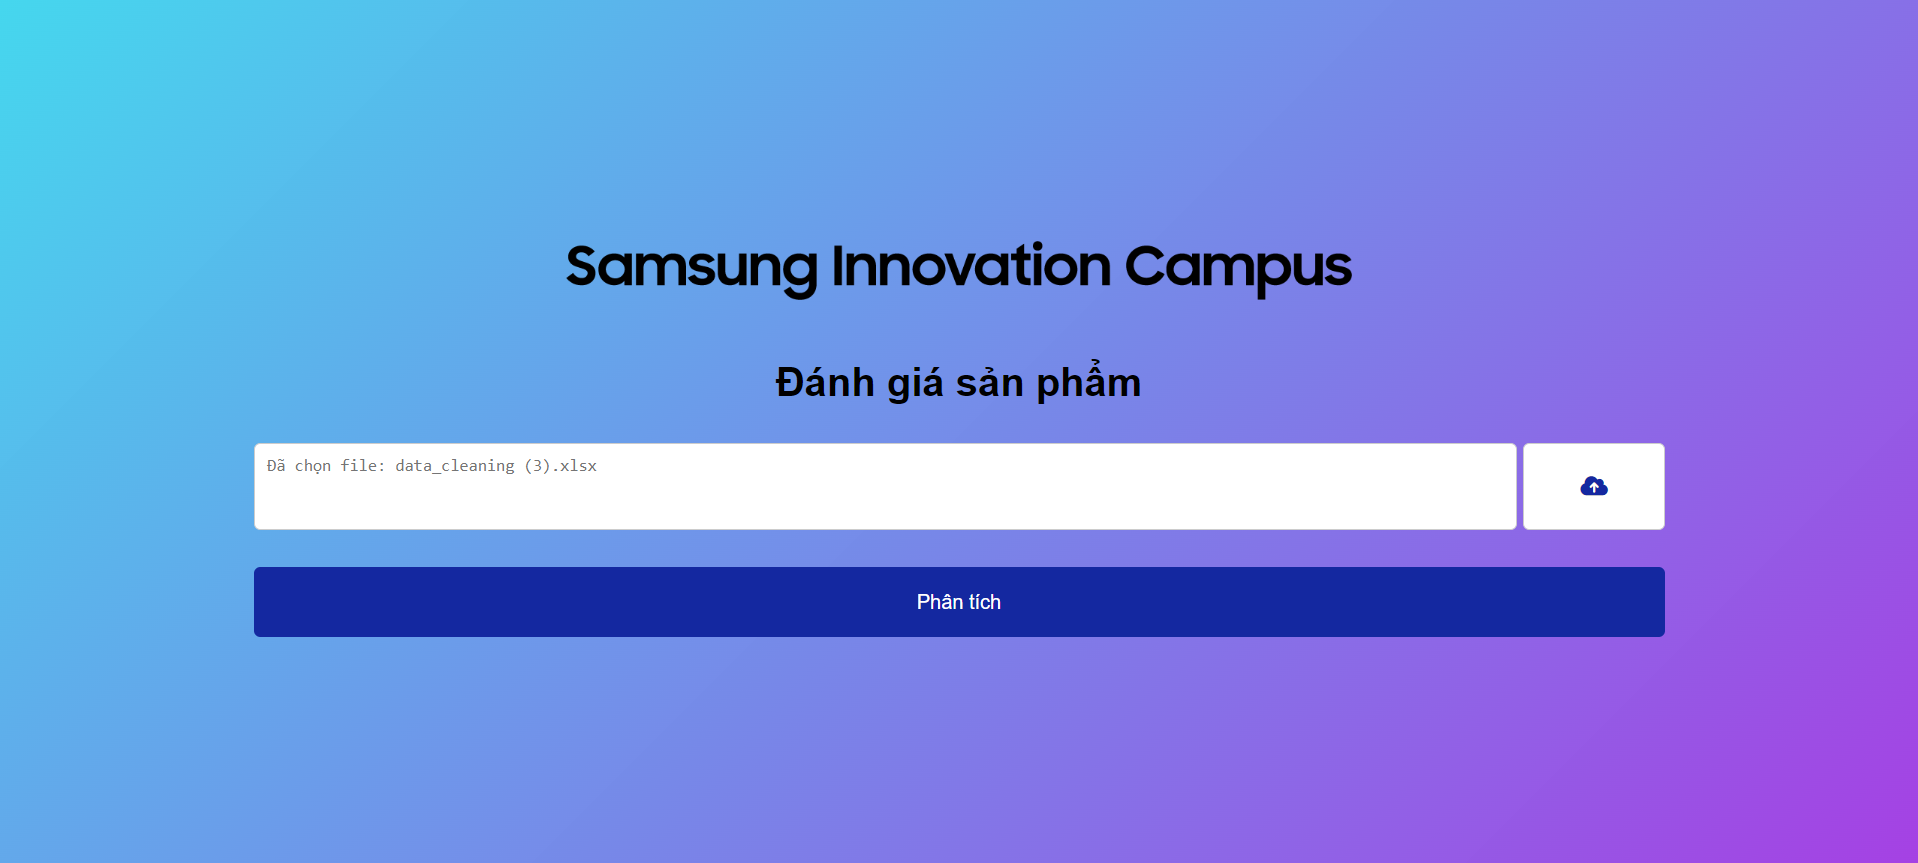 Samsung Innovation Campus
Đánh giá sản phẩm
Đã chọn file: data_cleaning (3).xlsx
Phân tích